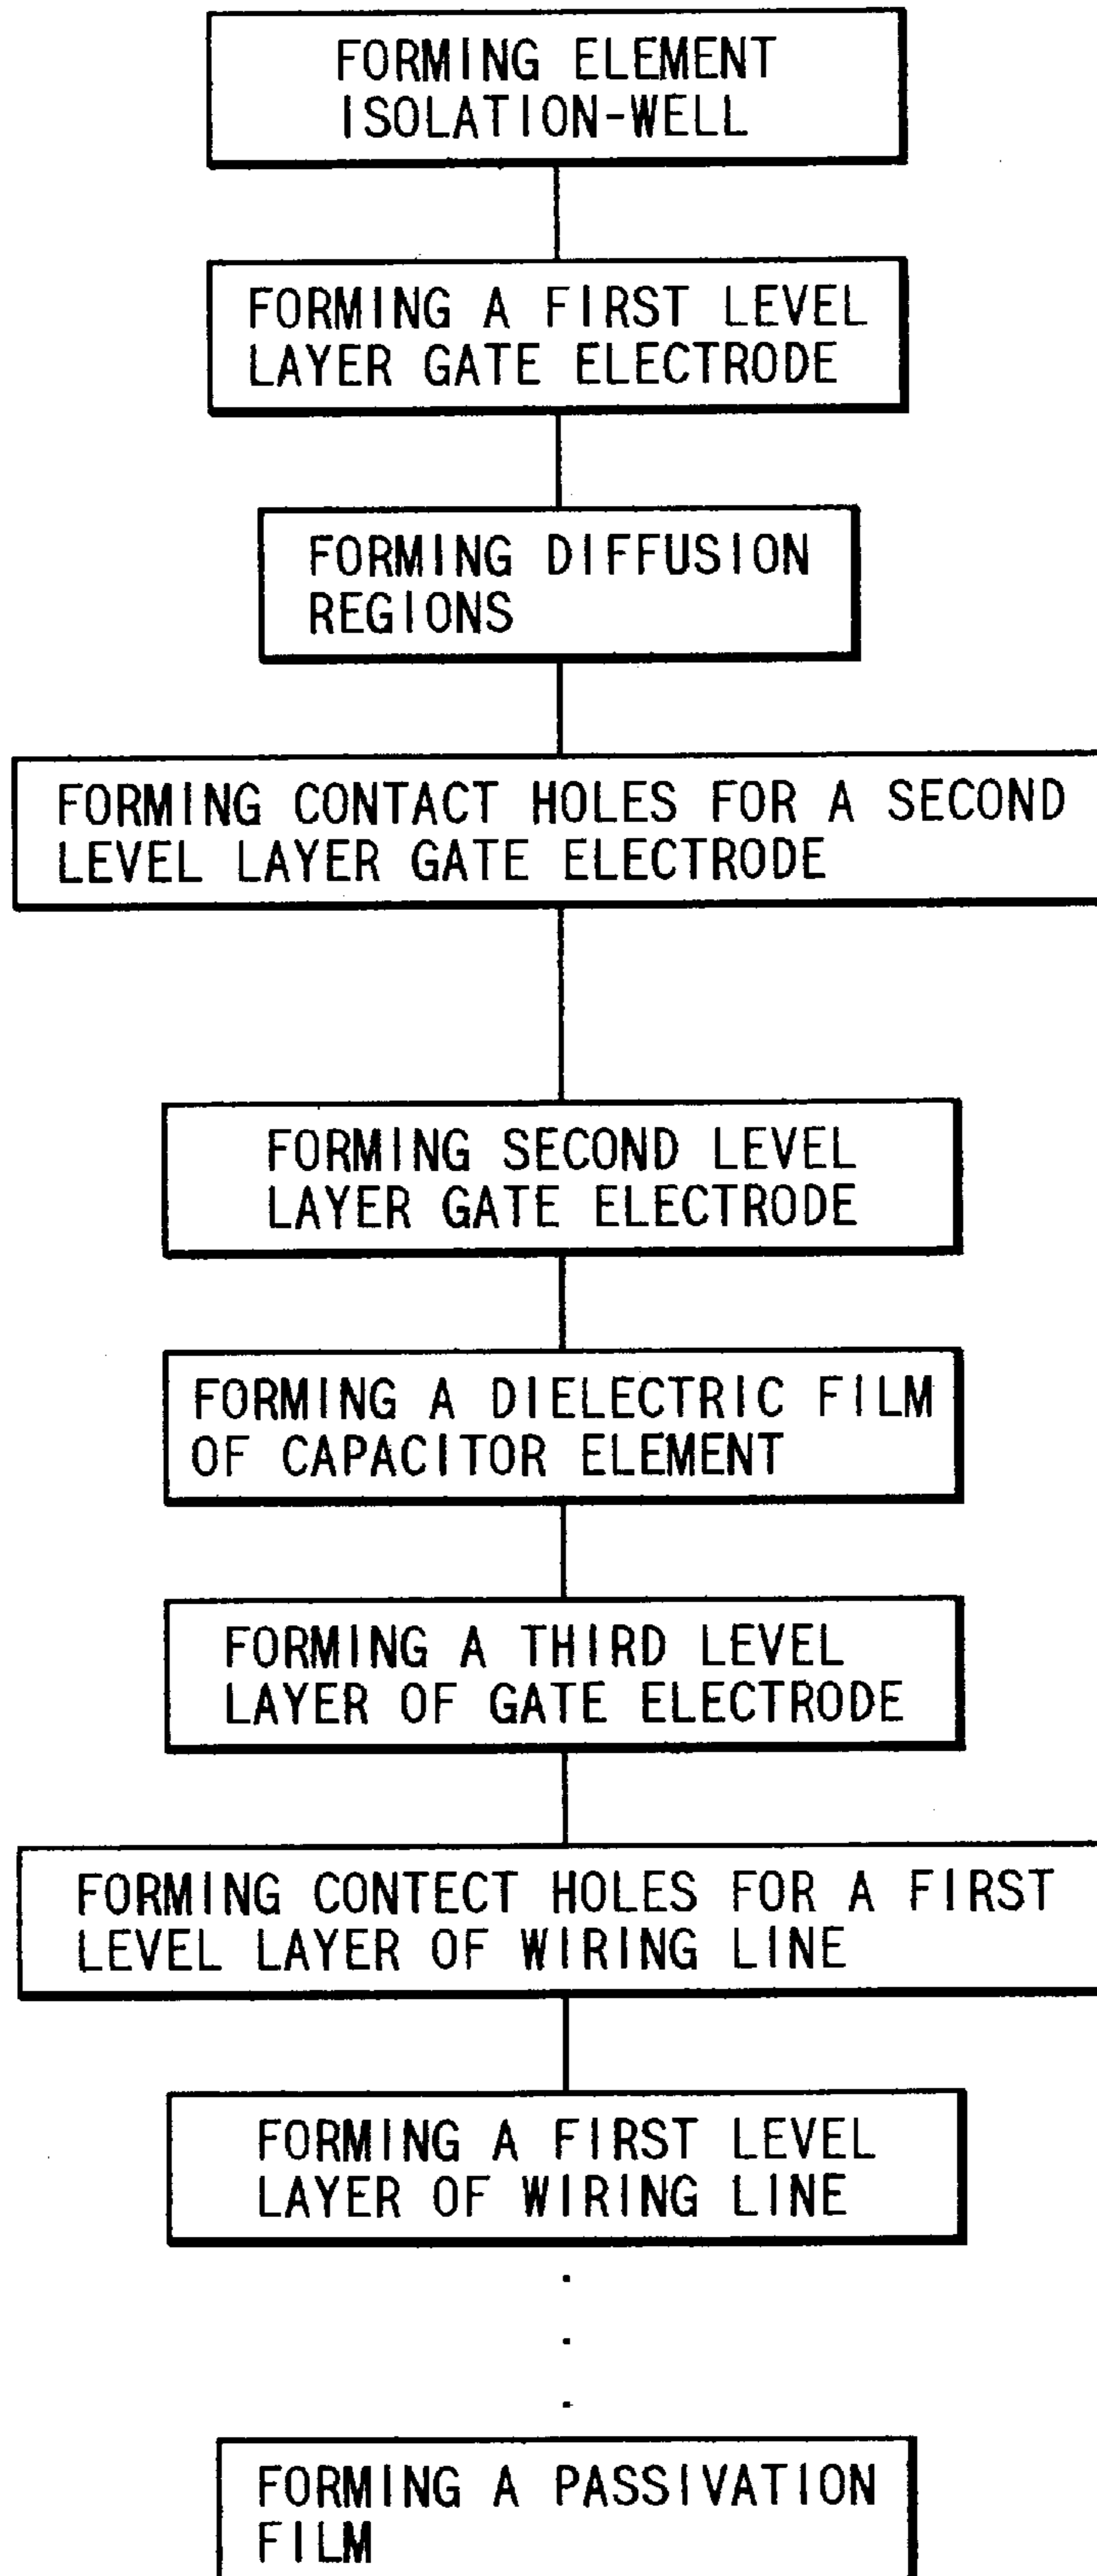 FORMING ELEMENT
ISOLATION-WELL
FORMING A FIRST LEVEL
LAYER GATE ELECTRODE
FORMING DIFFUSION
REGIONS
FORMING CONTACT HOLES FOR A SECOND
LEVEL LAYER GATE ELECTRODE
FORMING SECOND LEVEL
LAYER GATE ELECTRODE
FORMING A DIELECTRIC FILM
OF CAPACITOR ELEMENT
FORMING A THIRD LEVEL
LAYER OF GATE ELECTRODE
FORMING CONTECT HOLES FOR A FIRST
LEVEL LAYER OF WIRING LINE
FORMING A FIRST LEVEL
LAYER OF WIRING LINE
FORMING A PASSIVATION
FILM